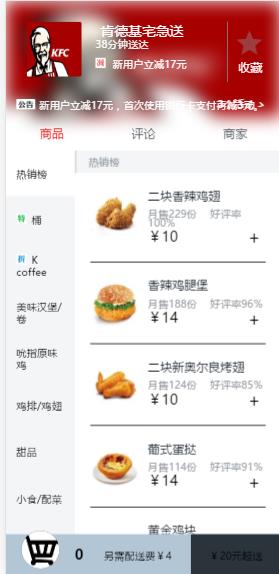 肯德基宅急送
38分钟送达
新用户立减17元
收藏
KFC
公告 新用户立减17元，首次使用银行卡支付再减3元。
商品
评论
商家
热销榜
热销榜
二块香辣鸡翅
月售229份 好评率100%
￥10
+
特 桶
折 K coffee
香辣鸡腿堡
月售188份 好评率96%
￥14
+
美味汉堡/卷
吮指原味鸡
二块新奥尔良烤翅
月售124份 好评率85%
￥10
+
鸡排/鸡翅
甜品
葡式蛋挞
月售114份 好评率91%
￥14
+
小食/配菜
黄金鸡块
0
另需配送费￥4
￥20元起送